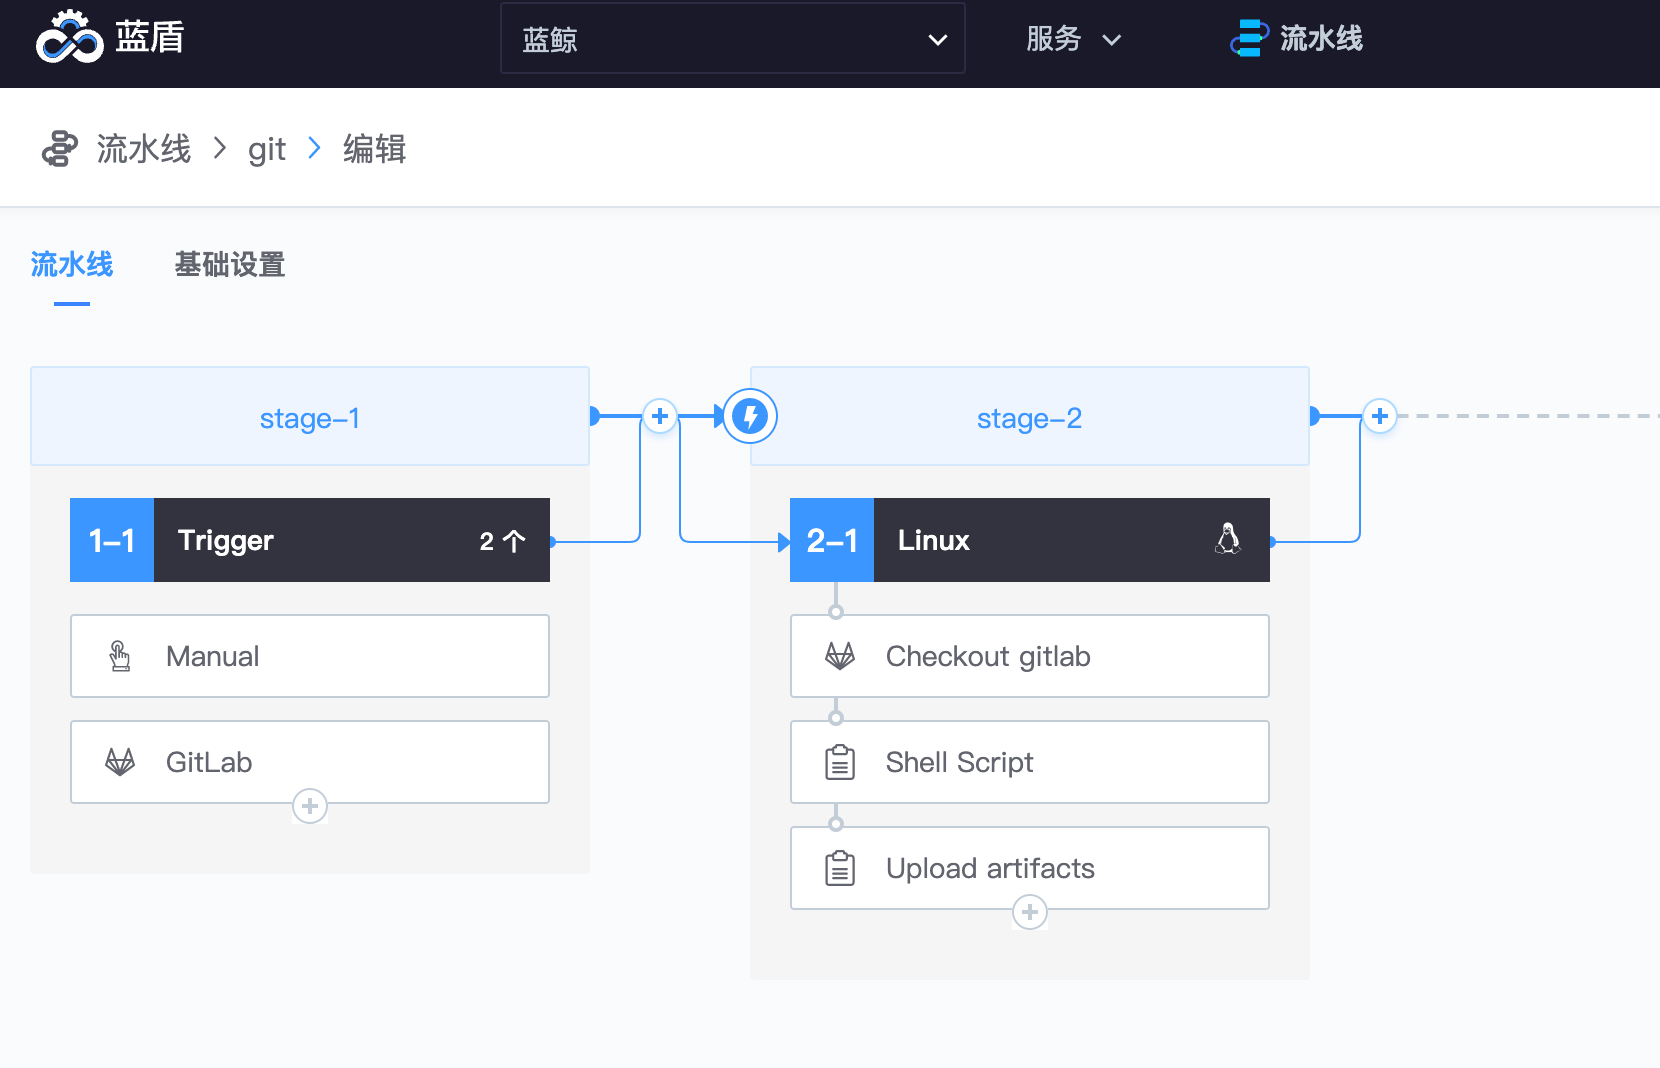 蓝盾
蓝鲸
服务
流水线
流水线 > git > 编辑
流水线
基础设置
stage-1
stage-2
1-1 Trigger 2 个
2-1 Linux
Manual
Checkout gitlab
GitLab
Shell Script
Upload artifacts